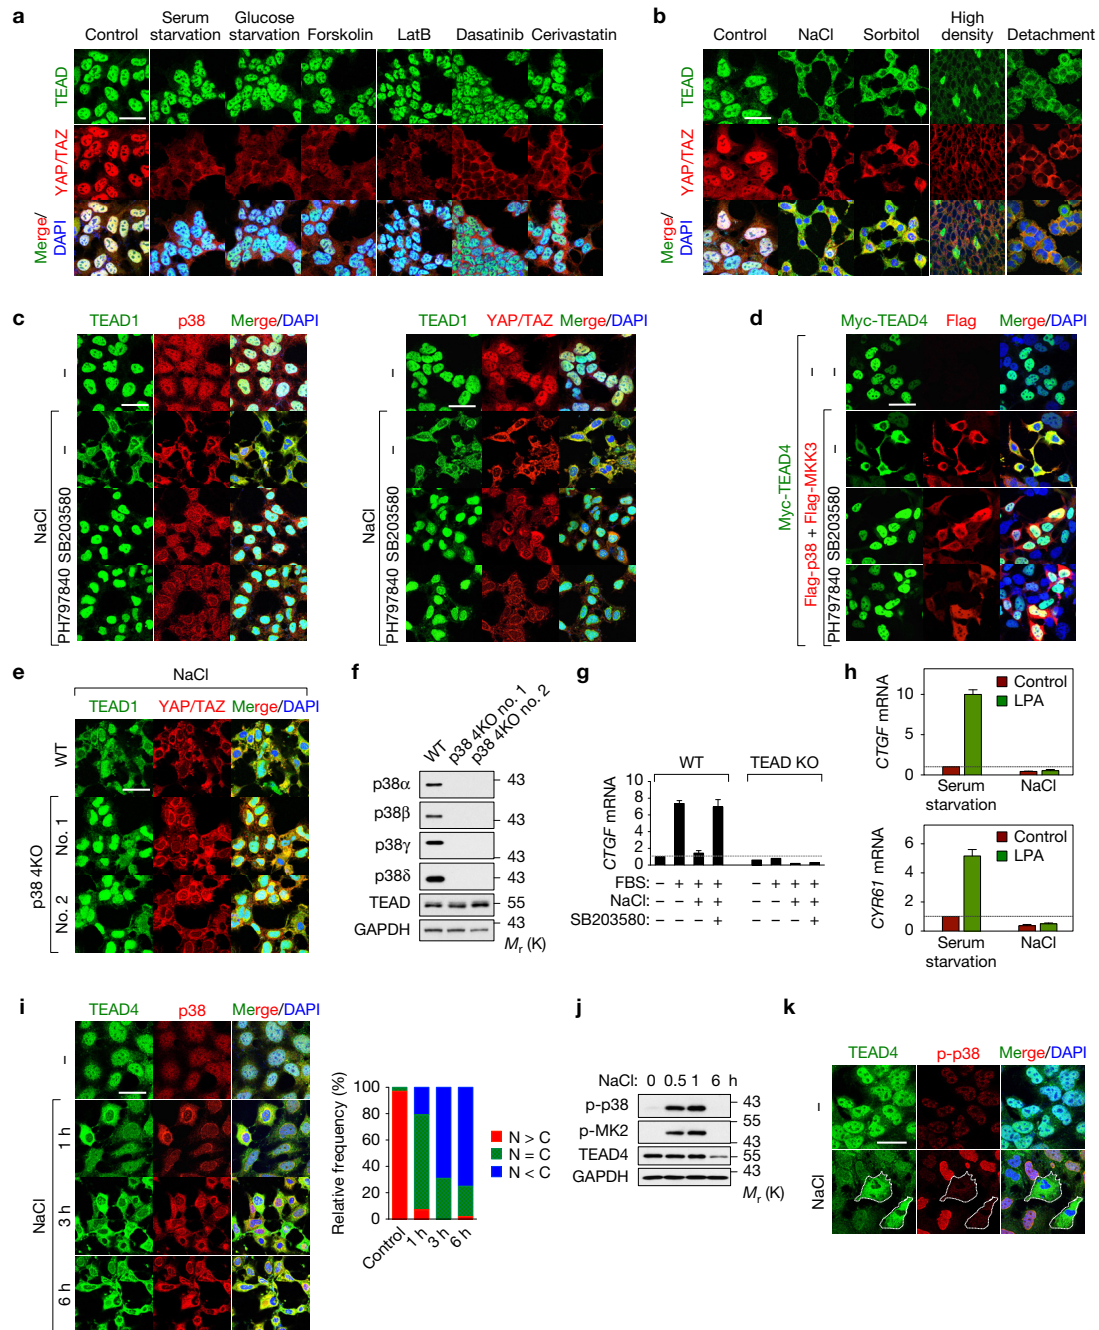 a
Control
Serum
starvation
Glucose
starvation
Forskolin
LatB
Dasatinib
Cerivastatin
TEAD
YAP/TAZ
Merge/
DAPI
b
Control
NaCl
Sorbitol
High
density
Detachment
TEAD
YAP/TAZ
Merge/
DAPI
c
TEAD1
p38
Merge/DAPI
–
–
SB203580
PH797840
NaCl
TEAD1
YAP/TAZ
Merge/DAPI
–
–
SB203580
PH797840
NaCl
d
Myc-TEAD4
Flag
Merge/DAPI
–
–
–
SB203580
PH797840
Flag-p38 + Flag-MKK3
Myc-TEAD4
e
NaCl
TEAD1
YAP/TAZ
Merge/DAPI
WT
No. 1
No. 2
p38 4KO
f
WT
p38 4KO no. 1
p38 4KO no. 2
p38α
43
p38β
43
p38γ
43
p38δ
43
TEAD
55
43
GAPDH
Mr (K)
g
WT
TEAD KO
CTGF mRNA
10
8
6
4
2
0
FBS: – + + + – + + +
NaCl: – – + + – – + +
SB203580: – – – + – – – +
h
Control
LPA
CTGF mRNA
10
5
0
Serum
starvation
NaCl
Control
LPA
CYR61 mRNA
6
4
2
0
Serum
starvation
NaCl
i
TEAD4
p38
Merge/DAPI
–
1 h
3 h
6 h
NaCl
Relative frequency (%)
100
80
60
40
20
0
Control
1 h
3 h
6 h
N > C
N = C
N < C
j
NaCl: 0 0.5 1 6 h
p-p38
43
55
p-MK2
43
TEAD4
55
43
GAPDH
Mr (K)
k
TEAD4
p-p38
Merge/DAPI
–
NaCl